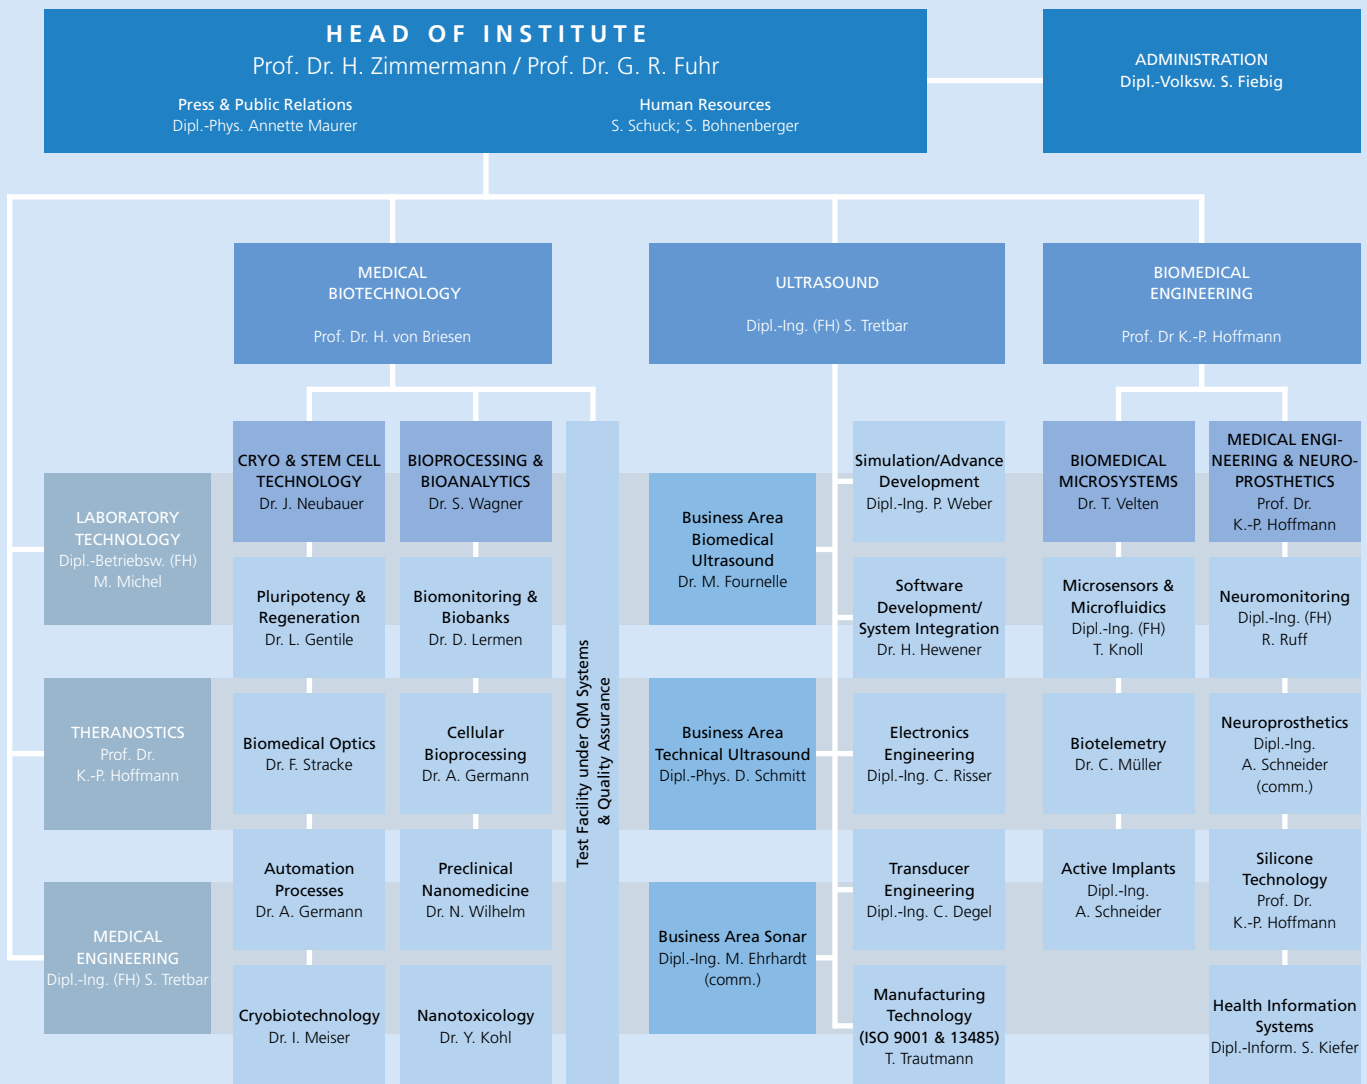 HEAD OF INSTITUTE
Prof. Dr. H. Zimmermann / Prof. Dr. G. R. Fuhr
Press & Public Relations
Dipl.-Phys. Annette Maurer
Human Resources
S. Schuck; S. Bohnenberger
ADMINISTRATION
Dipl.-Volksw. S. Fiebig
MEDICAL
BIOTECHNOLOGY
Prof. Dr. H. von Briesen
ULTRASOUND
Dipl.-Ing. (FH) S. Tretbar
BIOMEDICAL
ENGINEERING
Prof. Dr K.-P. Hoffmann
LABORATORY
TECHNOLOGY
Dipl.-Betriebsw. (FH)
M. Michel
THERANOSTICS
Prof. Dr.
K.-P. Hoffmann
MEDICAL
ENGINEERING
Dipl.-Ing. (FH) S. Tretbar
CRYO & STEM CELL
TECHNOLOGY
Dr. J. Neubauer
Pluripotency &
Regeneration
Dr. L. Gentile
Biomedical Optics
Dr. F. Stracke
Automation
Processes
Dr. A. Germann
Cryobiotechnology
Dr. I. Meiser
BIOPROCESSING &
BIOANALYTICS
Dr. S. Wagner
Biomonitoring &
Biobanks
Dr. D. Lermen
Cellular
Bioprocessing
Dr. A. Germann
Preclinical
Nanomedicine
Dr. N. Wilhelm
Nanotoxicology
Dr. Y. Kohl
Test Facility under QM Systems
& Quality Assurance
Business Area
Biomedical
Ultrasound
Dr. M. Fournelle
Business Area
Technical Ultrasound
Dipl.-Phys. D. Schmitt
Business Area Sonar
Dipl.-Ing. M. Ehrhardt
(comm.)
Simulation/Advance
Development
Dipl.-Ing. P. Weber
Software
Development/
System Integration
Dr. H. Hewener
Electronics
Engineering
Dipl.-Ing. C. Risser
Transducer
Engineering
Dipl.-Ing. C. Degel
Manufacturing
Technology
(ISO 9001 & 13485)
T. Trautmann
BIOMEDICAL
MICROSYSTEMS
Dr. T. Velten
Microsensors &
Microfluidics
Dipl.-Ing. (FH)
T. Knoll
Biotelemetry
Dr. C. Müller
Active Implants
Dipl.-Ing.
A. Schneider
MEDICAL ENGI-
NEERING & NEURO-
PROSTHETICS
Prof. Dr.
K.-P. Hoffmann
Neuromonitoring
Dipl.-Ing. (FH)
R. Ruff
Neuroprosthetics
Dipl.-Ing.
A. Schneider
(comm.)
Silicone
Technology
Prof. Dr.
K.-P. Hoffmann
Health Information
Systems
Dipl.-Inform. S. Kiefer